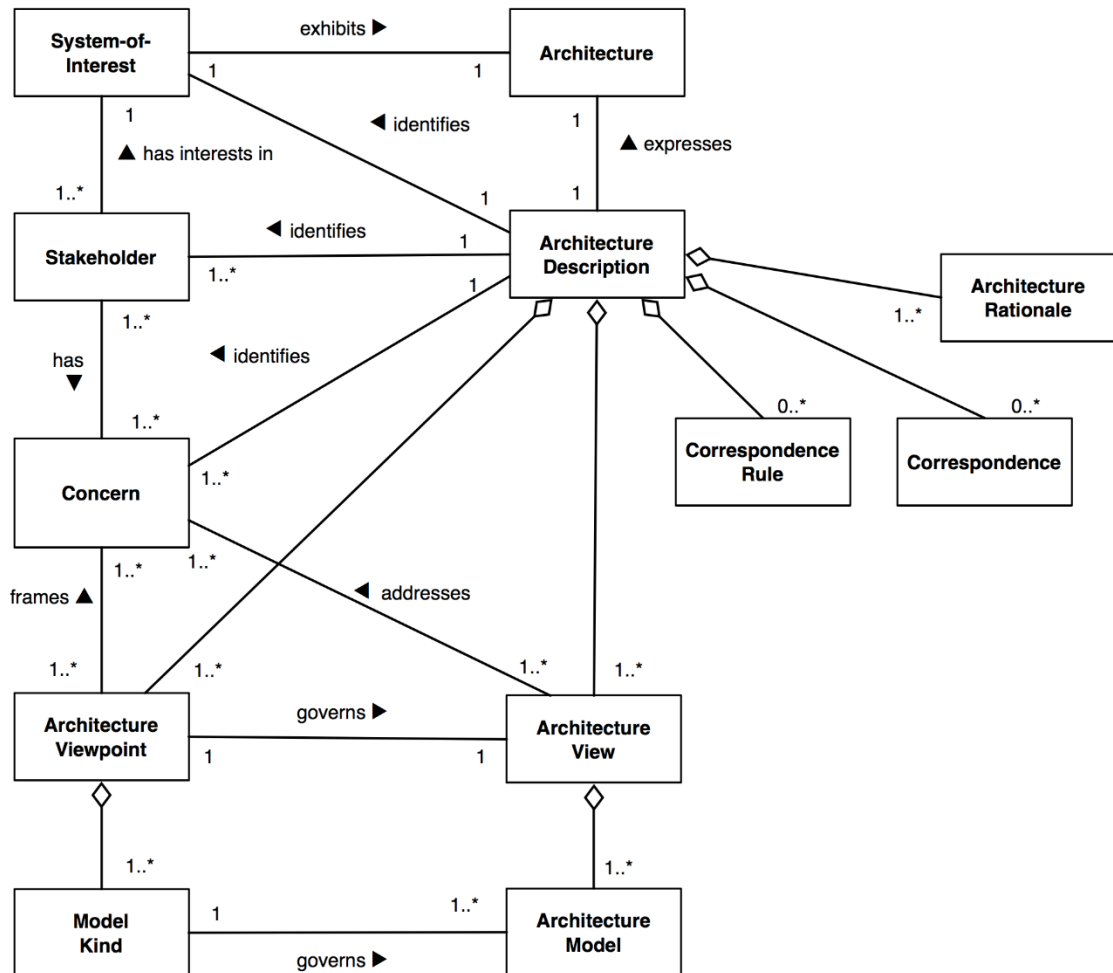 exhibits ▶
System-of-
Interest
Architecture
1
1
◀ identifies
1
1
▲ has interests in
▲ expresses
1..*
1
1
Stakeholder
◀ identifies
1
1..*
Architecture
Description
1
Architecture
Rationale
1..*
1..*
has
▼
◀ identifies
1..*
0..*
0..*
Concern
1..*
Correspondence
Rule
Correspondence
1..*
1..*
frames ▲
◀ addresses
1..*
1..*
1..*
1..*
Architecture
Viewpoint
governs ▶
1
1
Architecture
View
1..*
1..*
Model
Kind
1
1..*
governs ▶
Architecture
Model